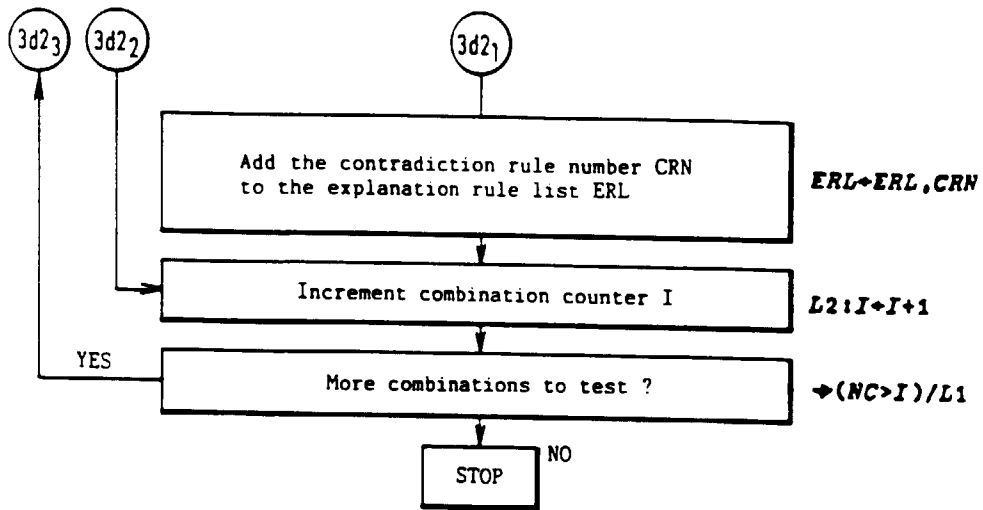 3d2₃ 3d2₂ 3d2₁
Add the contradiction rule number CRN
to the explanation rule list ERL
ERL←ERL,CRN
Increment combination counter I
L2:I←I+1
YES
More combinations to test ?
→(NC>I)/L1
NO
STOP